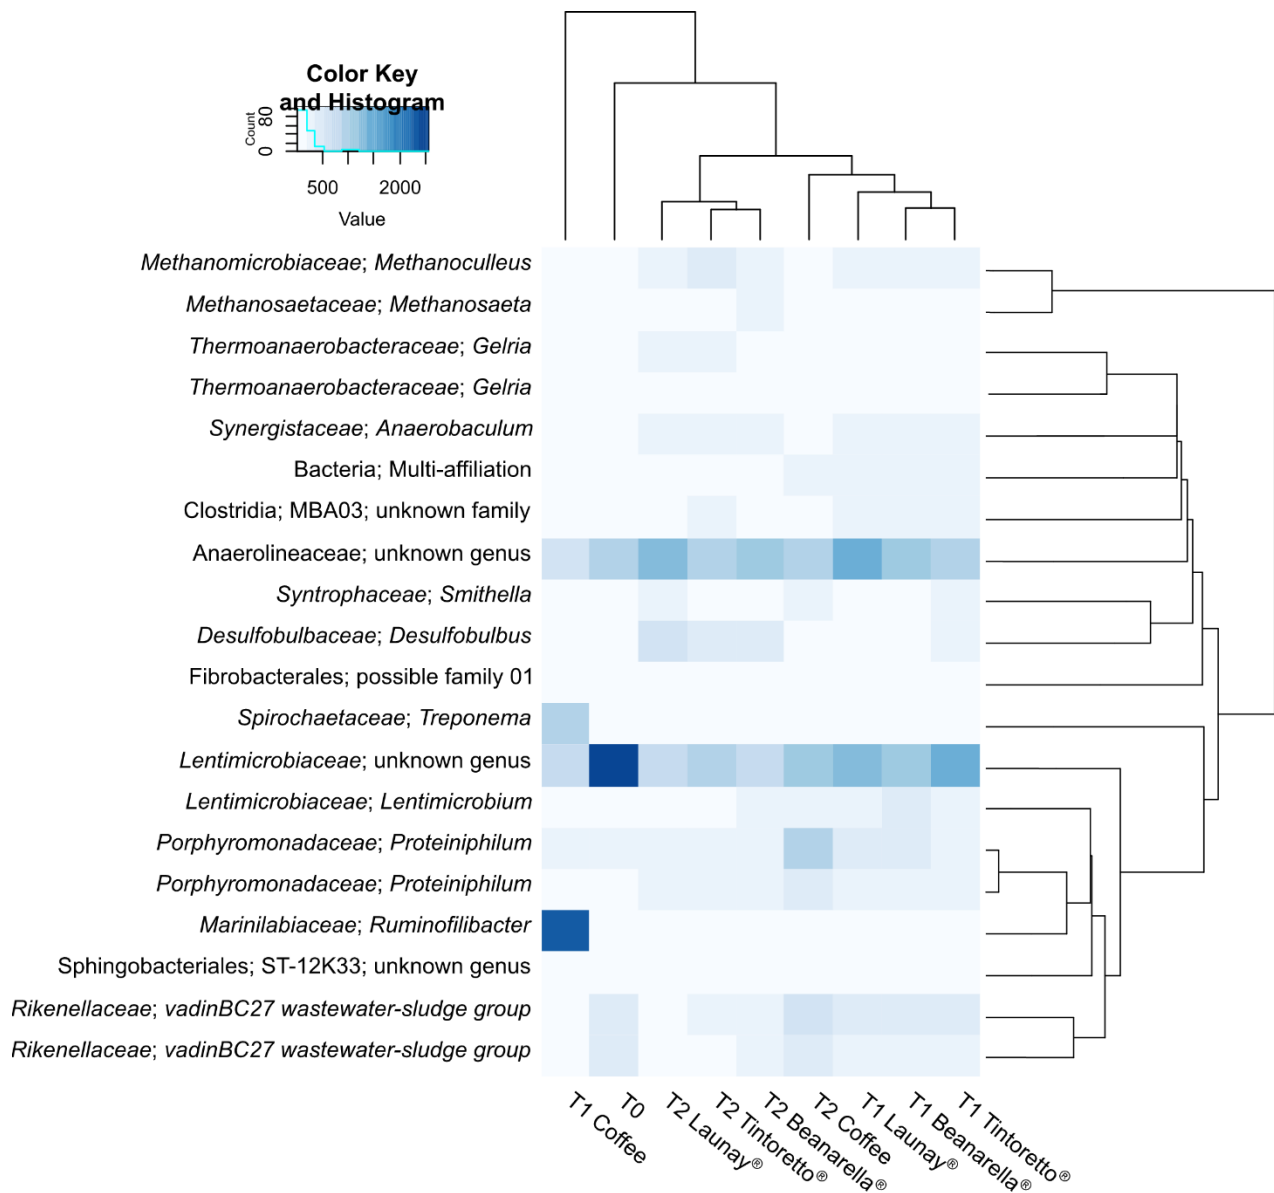 Color Key
and Histogram
Count
80
0
500 2000
Value
Methanomicrobiaceae; Methanoculleus
Methanosaetaceae; Methanosaeta
Thermoanaerobacteraceae; Gelria
Thermoanaerobacteraceae; Gelria
Synergistaceae; Anaerobaculum
Bacteria; Multi-affiliation
Clostridia; MBA03; unknown family
Anaerolineaceae; unknown genus
Syntrophaceae; Smithella
Desulfobulbaceae; Desulfobulbus
Fibrobacterales; possible family 01
Spirochaetaceae; Treponema
Lentimicrobiaceae; unknown genus
Lentimicrobiaceae; Lentimicrobium
Porphyromonadaceae; Proteiniphilum
Porphyromonadaceae; Proteiniphilum
Marinilabiaceae; Ruminofilibacter
Sphingobacteriales; ST-12K33; unknown genus
Rikenellaceae; vadinBC27 wastewater-sludge group
Rikenellaceae; vadinBC27 wastewater-sludge group
T1 Coffee
T0
T2 Launay®
T2 Tintoretto®
T2 Beanarella®
T2 Coffee
T1 Launay®
T1 Beanarella®
T1 Tintoretto®